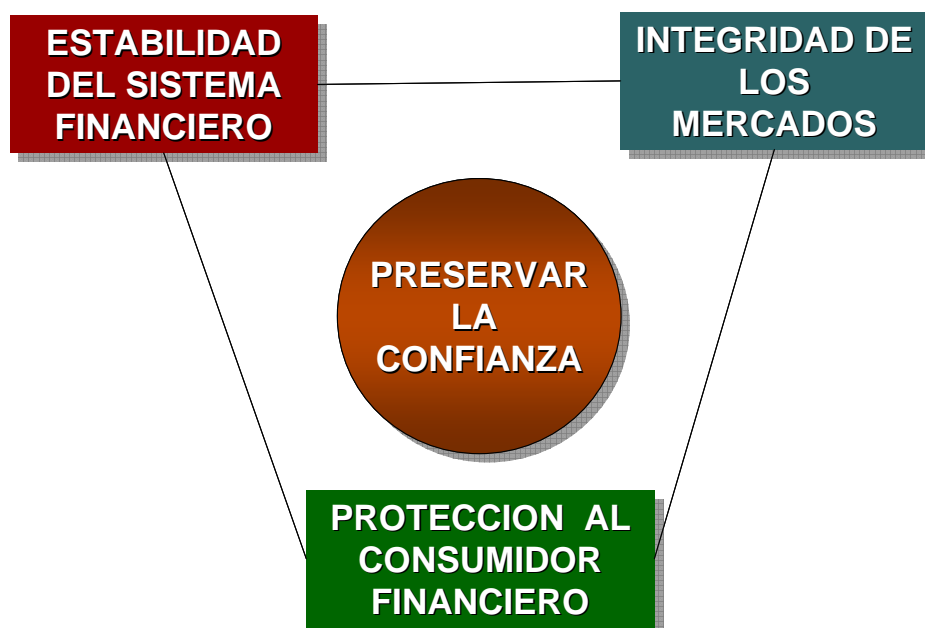 ESTABILIDAD
DEL SISTEMA
FINANCIERO
INTEGRIDAD DE
LOS
MERCADOS
PRESERVAR
LA
CONFIANZA
PROTECCION AL
CONSUMIDOR
FINANCIERO